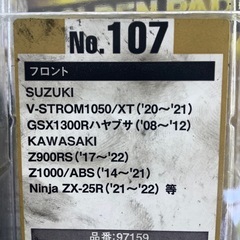 No.107
フロント
SUZUKI
V-STROM1050/XT ('20～'21)
GSX1300Rハヤブサ ('08～'12)
KAWASAKI
Z900RS ('17～'22)
Z1000/ABS ('14～'21)
Ninja ZX-25R ('21～'22) 等
品番:97159